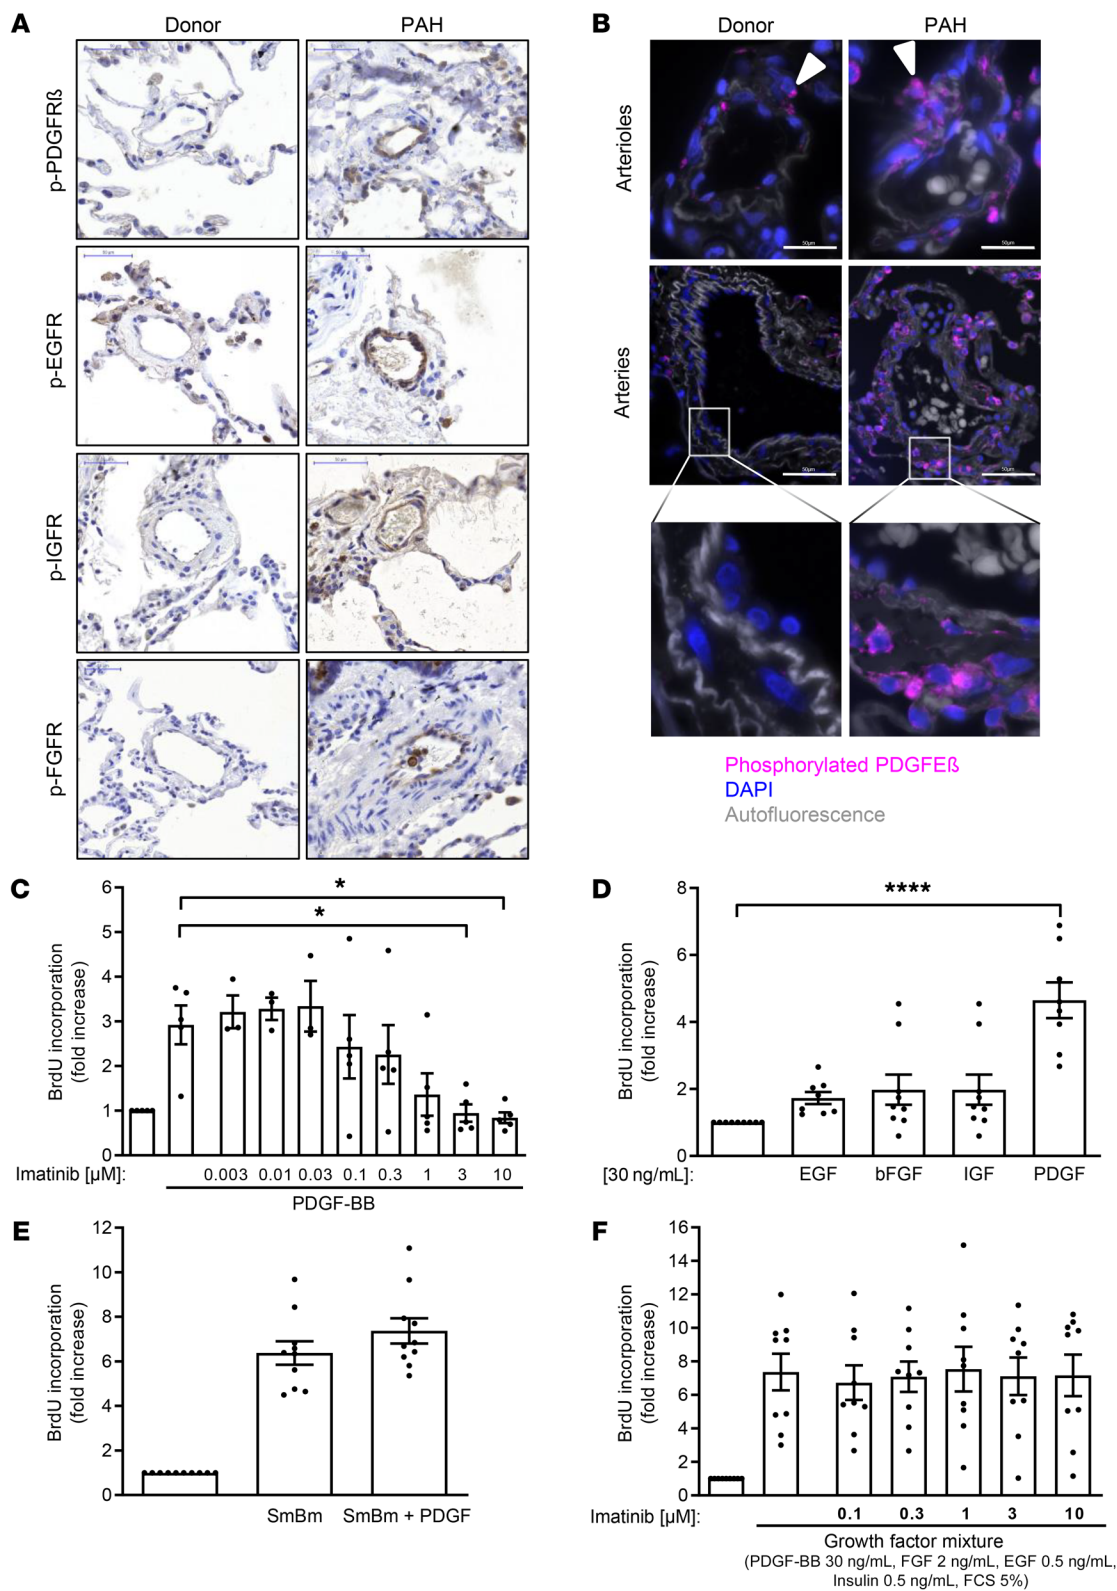 A
Donor
PAH
p-PDGFRß
p-EGFR
p-IGFR
p-FGFR
B
Donor
PAH
Arterioles
50µm
50µm
Arteries
50µm
50µm
Phosphorylated PDGFEß
DAPI
Autofluorescence
C
BrdU incorporation
(fold increase)
6
5
4
3
2
1
0
*
*
Imatinib [µM]:
0.003 0.01 0.03 0.1 0.3 1 3 10
PDGF-BB
D
BrdU incorporation
(fold increase)
8
6
4
2
0
****
[30 ng/mL]:
EGF bFGF IGF PDGF
E
BrdU incorporation
(fold increase)
12
10
8
6
4
2
0
SmBm SmBm + PDGF
F
BrdU incorporation
(fold increase)
16
14
12
10
8
6
4
2
0
Imatinib [µM]:
0.1 0.3 1 3 10
Growth factor mixture
(PDGF-BB 30 ng/mL, FGF 2 ng/mL, EGF 0.5 ng/mL,
Insulin 0.5 ng/mL, FCS 5%)